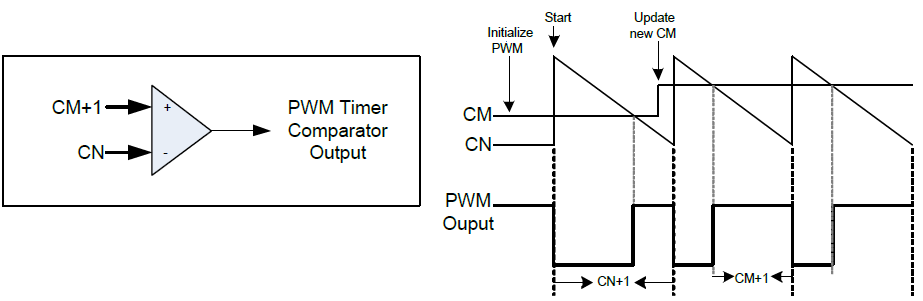 CM+1
+
CN
-
PWM Timer
Comparator
Output
Start
Initialize
PWM
Update
new CM
CM
CN
PWM
Ouput
CN+1
CM+1